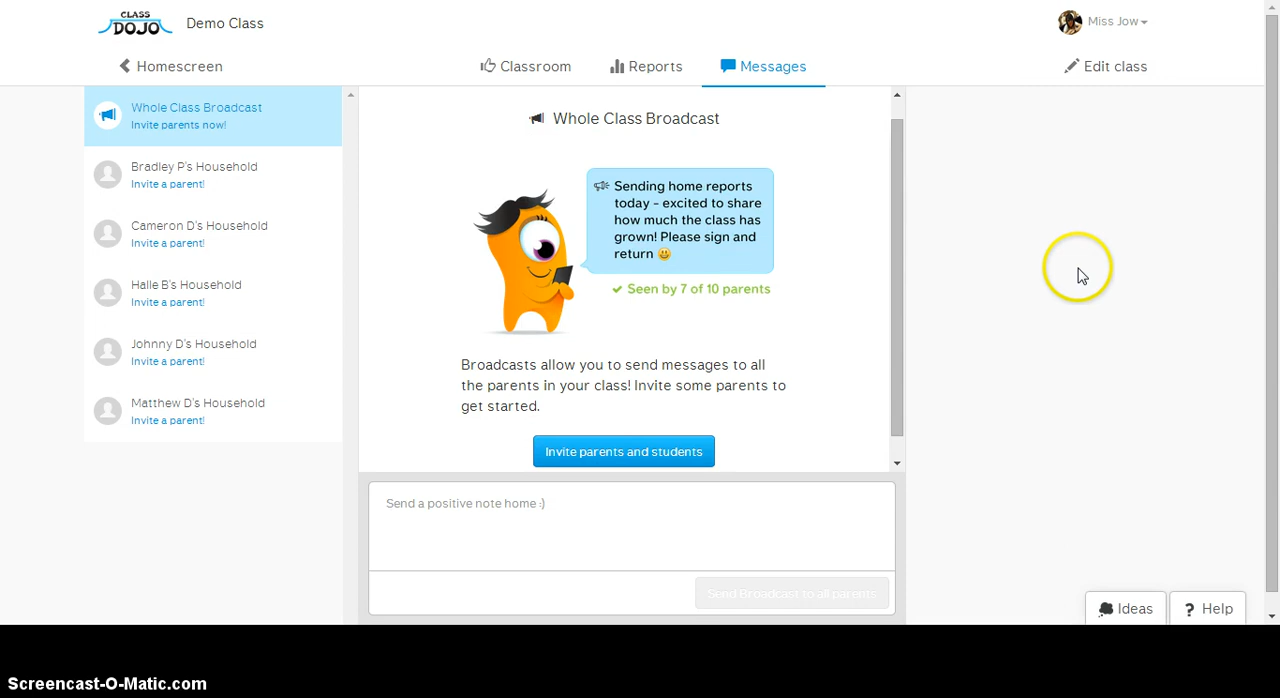 CLASS
DOJO
Demo Class
Miss Jow
Homescreen
Classroom
Reports
Messages
Edit class
Whole Class Broadcast
Invite parents now!
Bradley P's Household
Invite a parent!
Cameron D's Household
Invite a parent!
Halle B's Household
Invite a parent!
Johnny D's Household
Invite a parent!
Matthew D's Household
Invite a parent!
Whole Class Broadcast
Sending home reports
today - excited to share
how much the class has
grown! Please sign and
return 😀
✔ Seen by 7 of 10 parents
Broadcasts allow you to send messages to all
the parents in your class! Invite some parents to
get started.
Invite parents and students
Send a positive note home :)
Send Broadcast to all parents
Ideas
? Help
Screencast-O-Matic.com